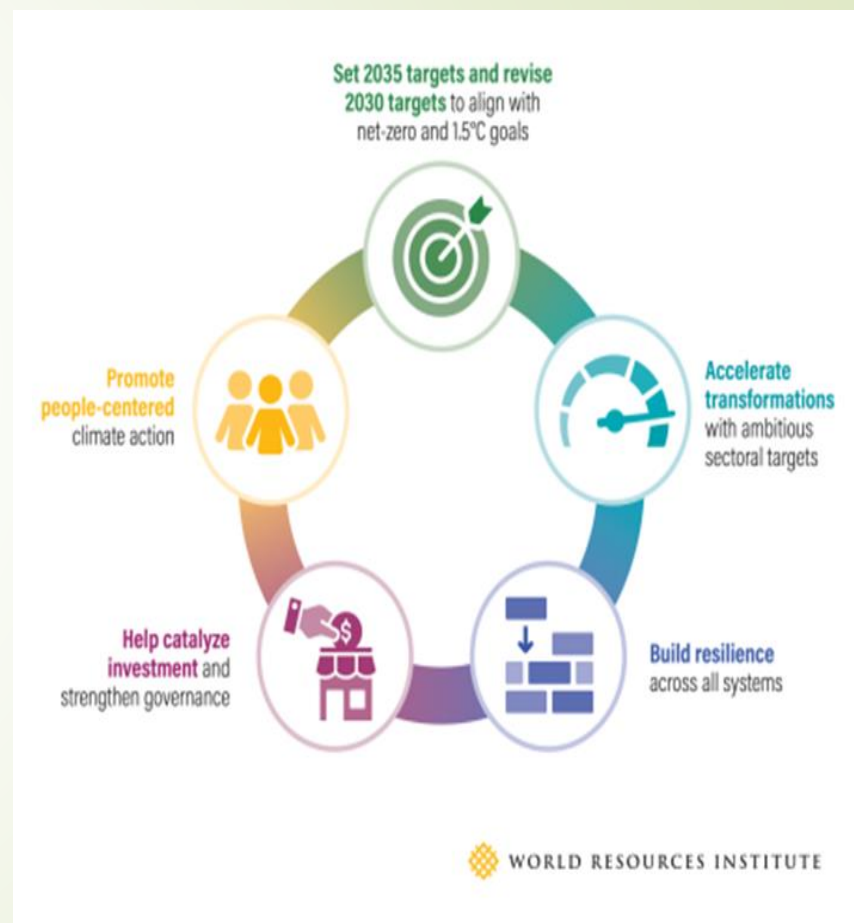 Set 2035 targets and revise
2030 targets to align with
net-zero and 1.5°C goals
Accelerate
transformations
with ambitious
sectoral targets
Build resilience
across all systems
Help catalyze
investment and
strengthen governance
$
Promote
people-centered
climate action
WORLD RESOURCES INSTITUTE